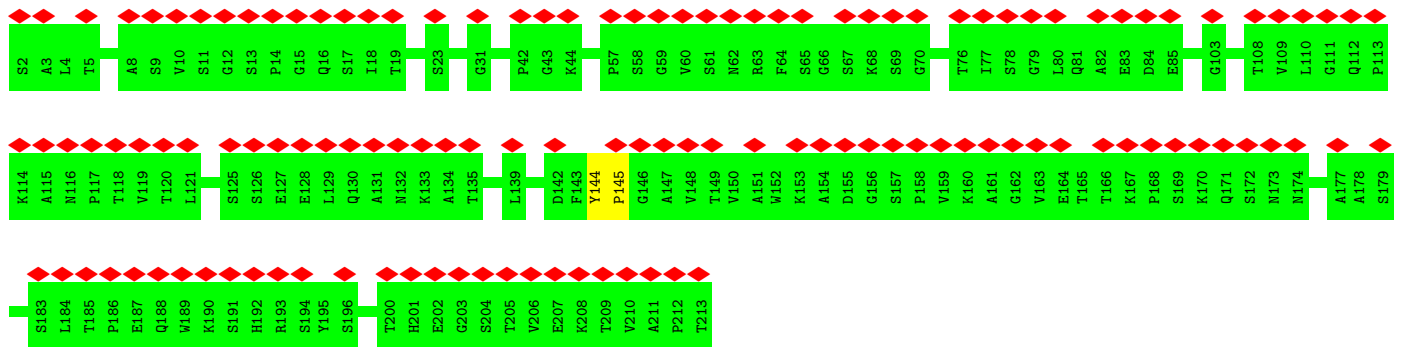 S2 A3 L4 T5 A8 S9 V10 S11 G12 S13 P14 G15 Q16 S17 I18 T19 S23 G31 P42 G43 K44 P57 S58 G59 V60 S61 N62 R63 F64 S65 G66 S67 K68 S69 G70 T76 I77 S78 G79 L80 Q81 A82 E83 D84 E85 G103 T108 V109 L110 G111 Q112 P113
K114 A115 N116 P117 T118 V119 T120 L121 S125 S126 E127 E128 L129 Q130 A131 N132 K133 A134 T135 L139 D142 F143 Y144 P145 G146 A147 V148 T149 V150 A151 W152 K153 A154 D155 G156 S157 P158 V159 K160 A161 G162 V163 E164 T165 T166 K167 P168 S169 K170 Q171 S172 N173 N174 A177 A178 S179
S183 L184 T185 P186 E187 Q188 W189 K190 S191 H192 R193 S194 Y195 S196 T200 H201 E202 G203 S204 T205 V206 E207 K208 T209 V210 A211 P212 T213